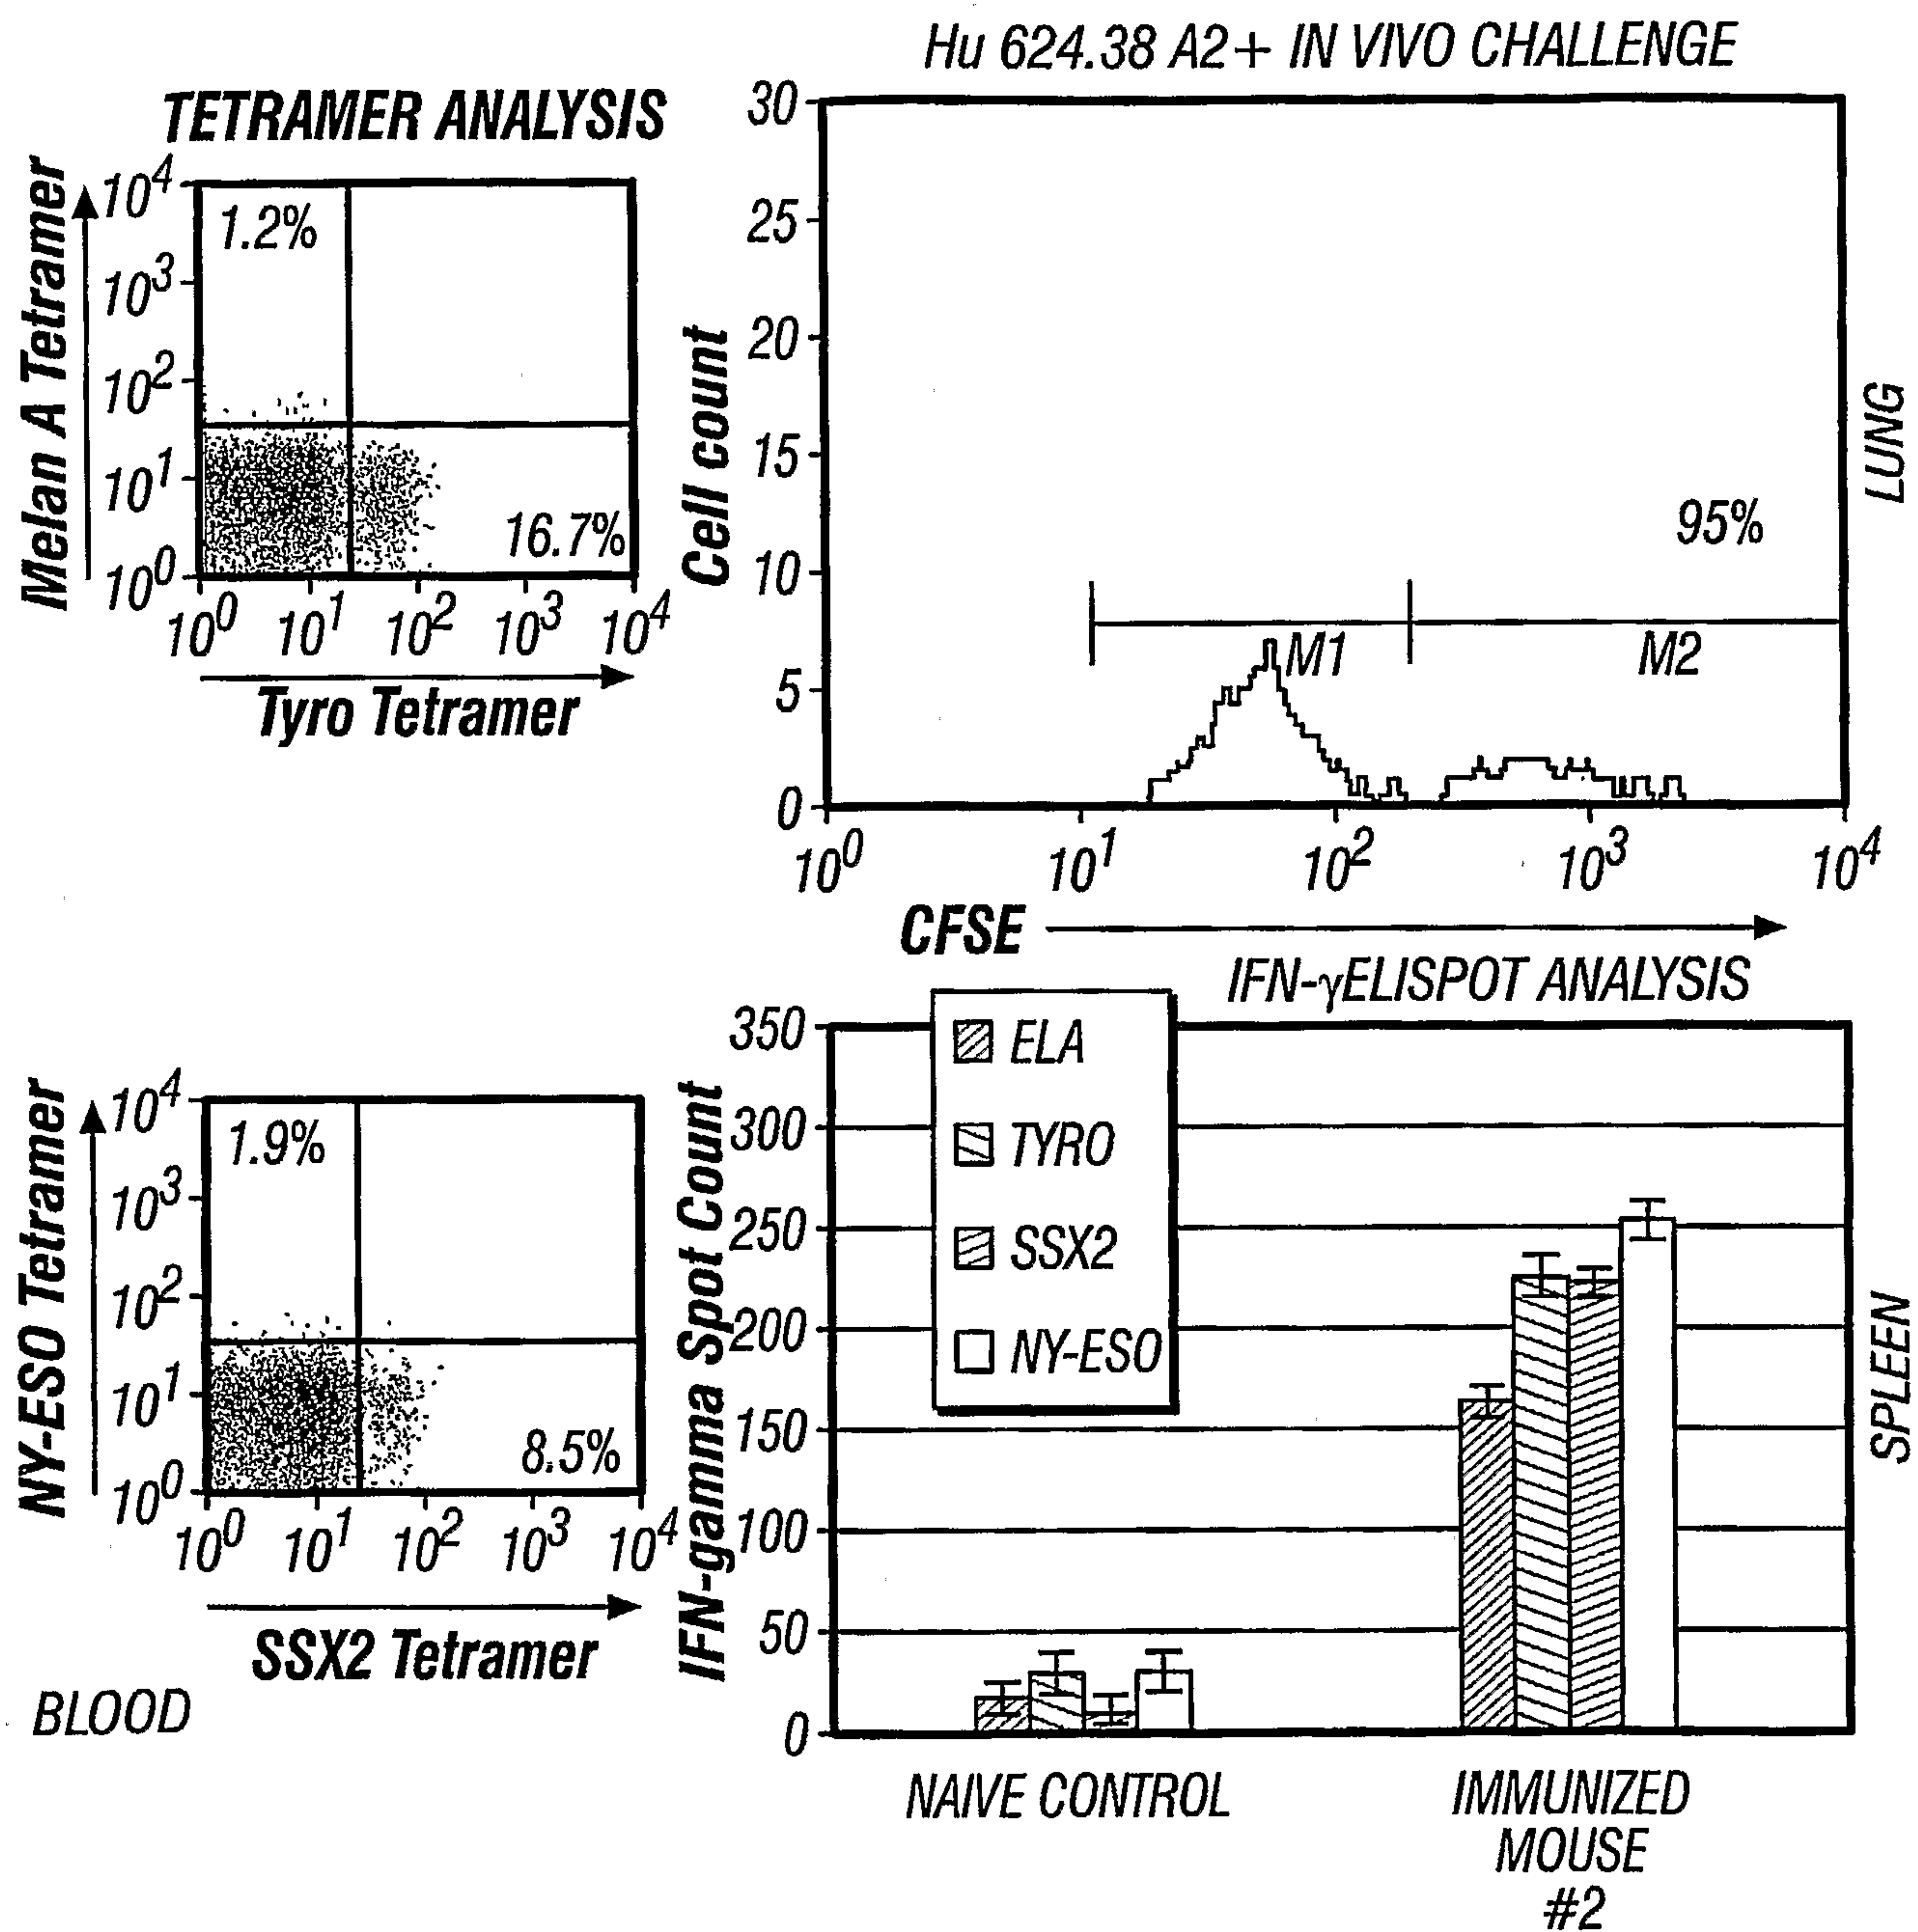 TETRAMER ANALYSIS
Melan A Tetramer
10^4
10^3
10^2
10^1
10^0
1.2%
16.7%
10^0 10^1 10^2 10^3 10^4
Tyro Tetramer
Hu 624.38 A2+ IN VIVO CHALLENGE
Cell count
30
25
20
15
10
5
0
95%
M1 M2
10^0 10^1 10^2 10^3 10^4
CFSE
LUNG
NY-ESO Tetramer
10^4
10^3
10^2
10^1
10^0
1.9%
8.5%
10^0 10^1 10^2 10^3 10^4
SSX2 Tetramer
BLOOD
IFN-γELISPOT ANALYSIS
IFN-gamma Spot Count
350
300
250
200
150
100
50
0
ELA
TYRO
SSX2
NY-ESO
NAIVE CONTROL
IMMUNIZED
MOUSE
#2
SPLEEN